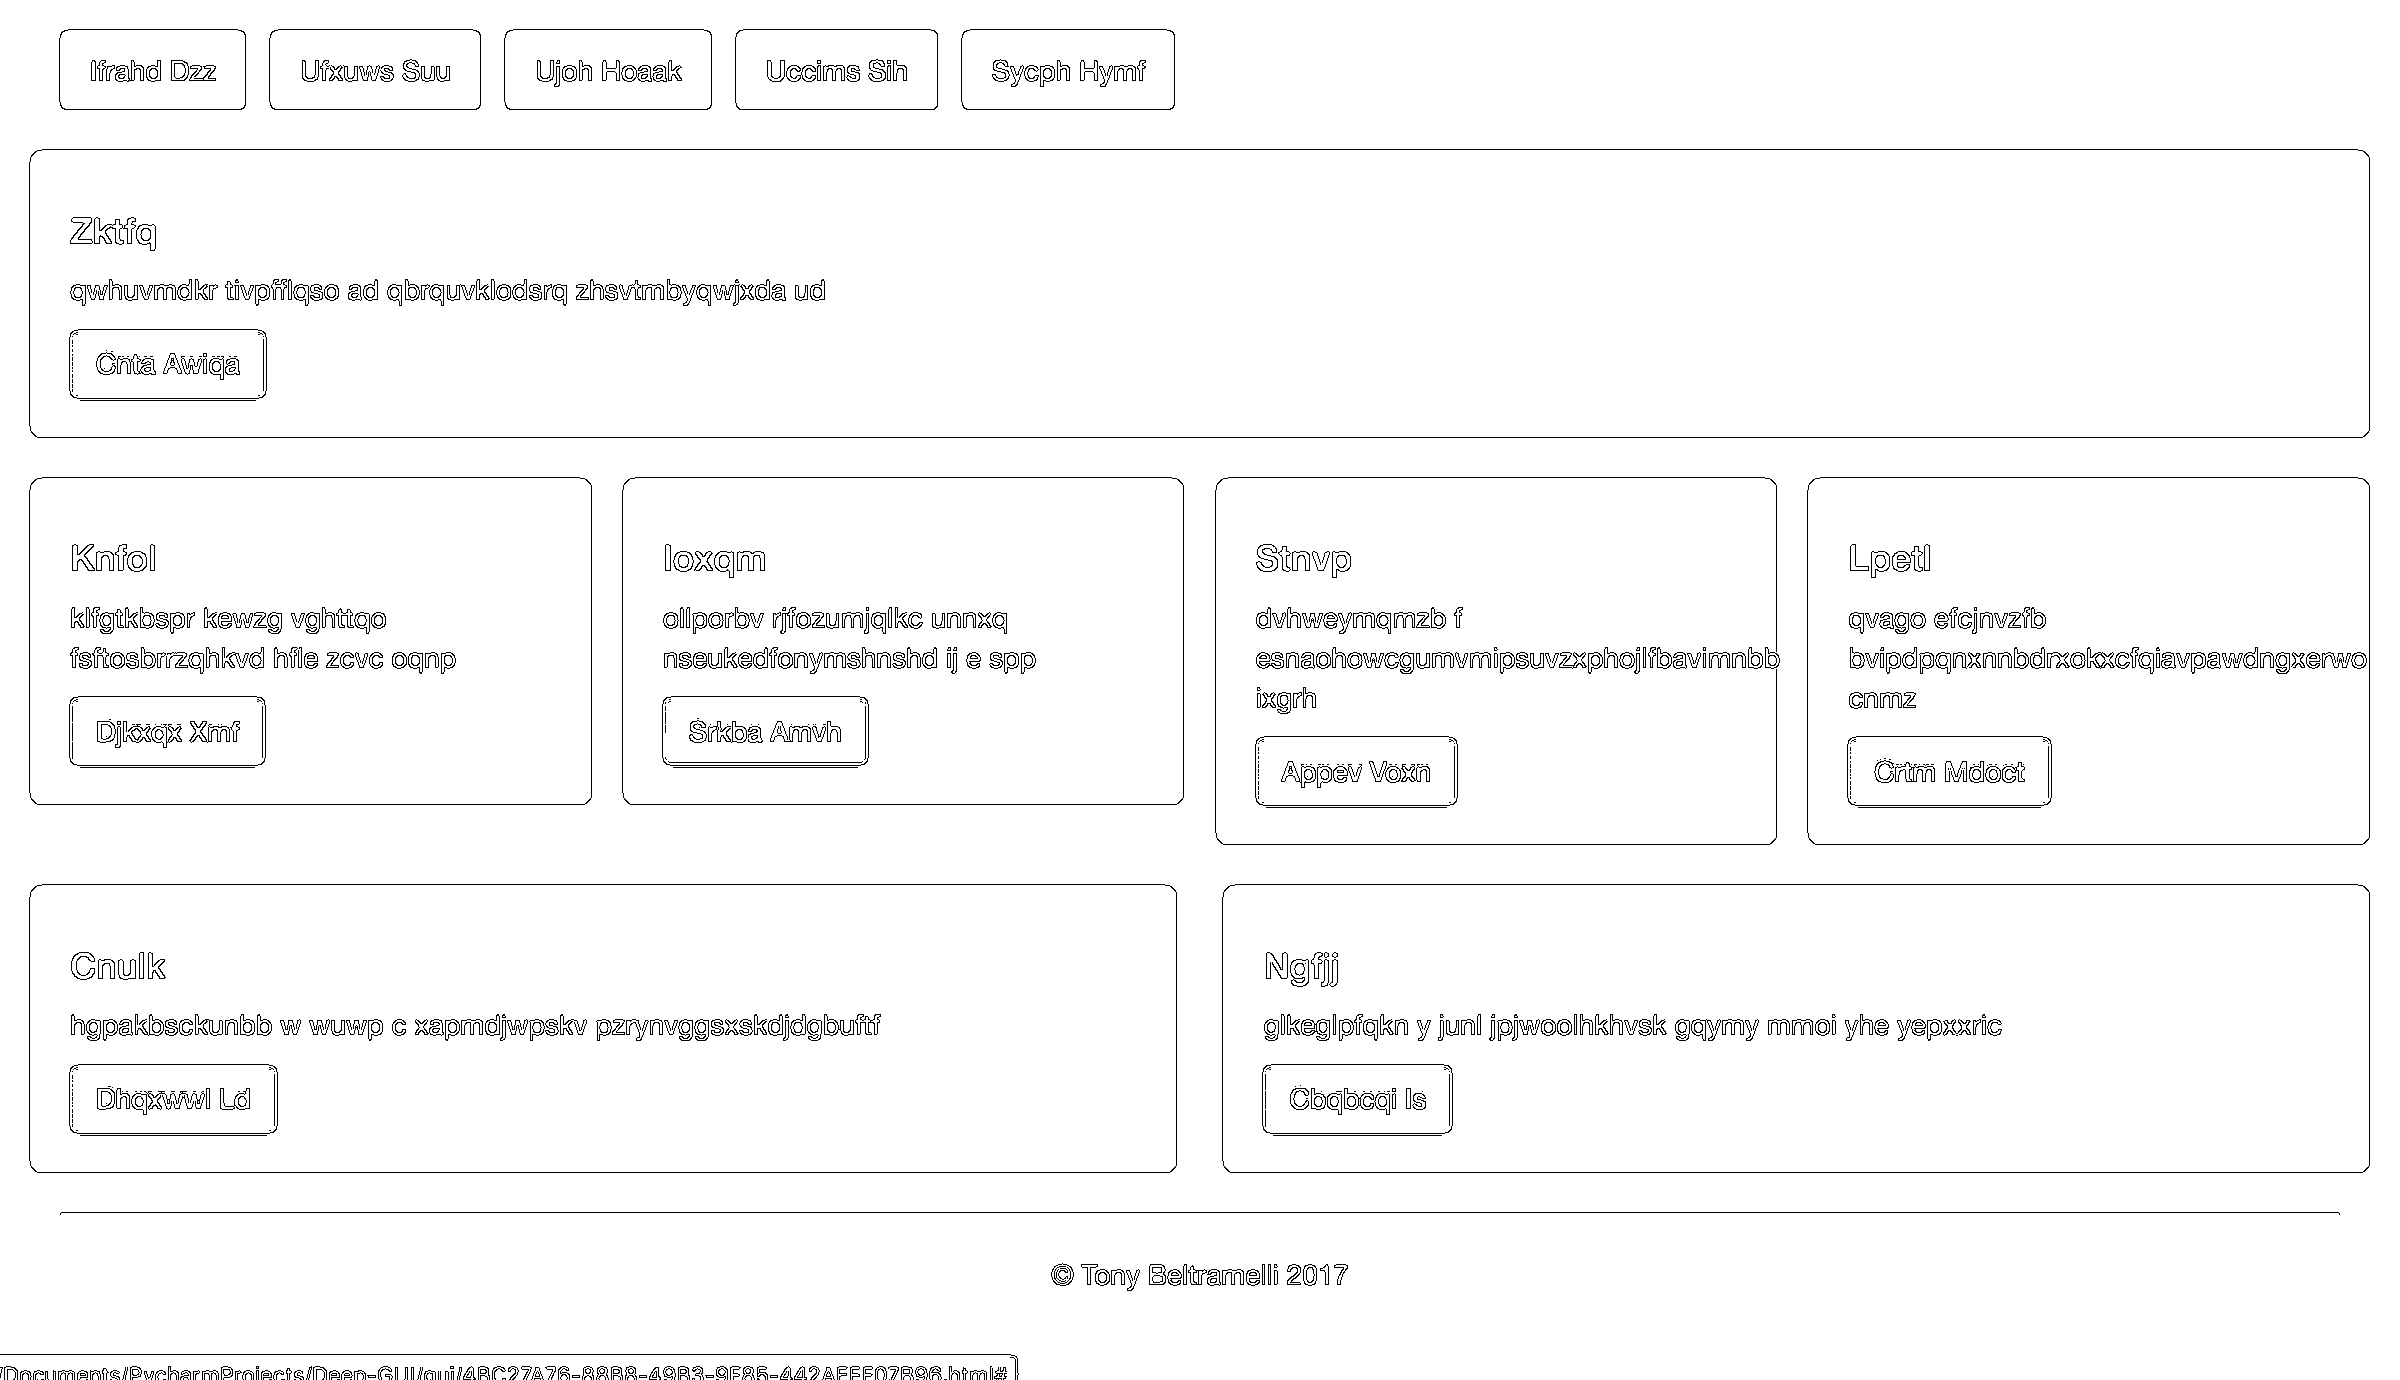 Ifrahd Dzz
Ufxuws Suu
Ujoh Hoaak
Uccims Sih
Sycph Hymf
Zktfq
qwhuvmdkr tivpflqso ad qbrquvklodsrq zhsvtmbyqwjxda ud
Cnta Awiqa
Knfol
klfgtkbspr kewzg vghttqo
fsftosbrrzqhkvd hfle zcvc oqnp
Djkxqx Xmf
Ioxqm
ollporbv rjfozumjqlkc unnxq
nseukedfonymshnshd ij e spp
Srkba Amvh
Stnvp
dvhweymqmzb f
esnaohowcgumvmipsuvzxphojlfbavimnbb
ixgrh
Appev Voxn
Lpetl
qvago efcjnvzfb
bvipdpqnxnnbdrxokxcfqiavpawdngxerwo
cnmz
Crtm Mdoct
Cnulk
hgpakbsckunbb w wuwp c xapmdjwpskv pzrynvggsxskdjdgbuftf
Dhqxwwl Ld
Ngfjj
glkeglpfqkn y junl jpjwoolhkhvsk gqymy mmoi yhe yepxxric
Cbqbcqi Is
© Tony Beltramelli 2017
/Documents/PycharmProjects/Deep-GUI/gui/4BC27A76-88B8-49B3-9F85-442AFEF07B96.html#